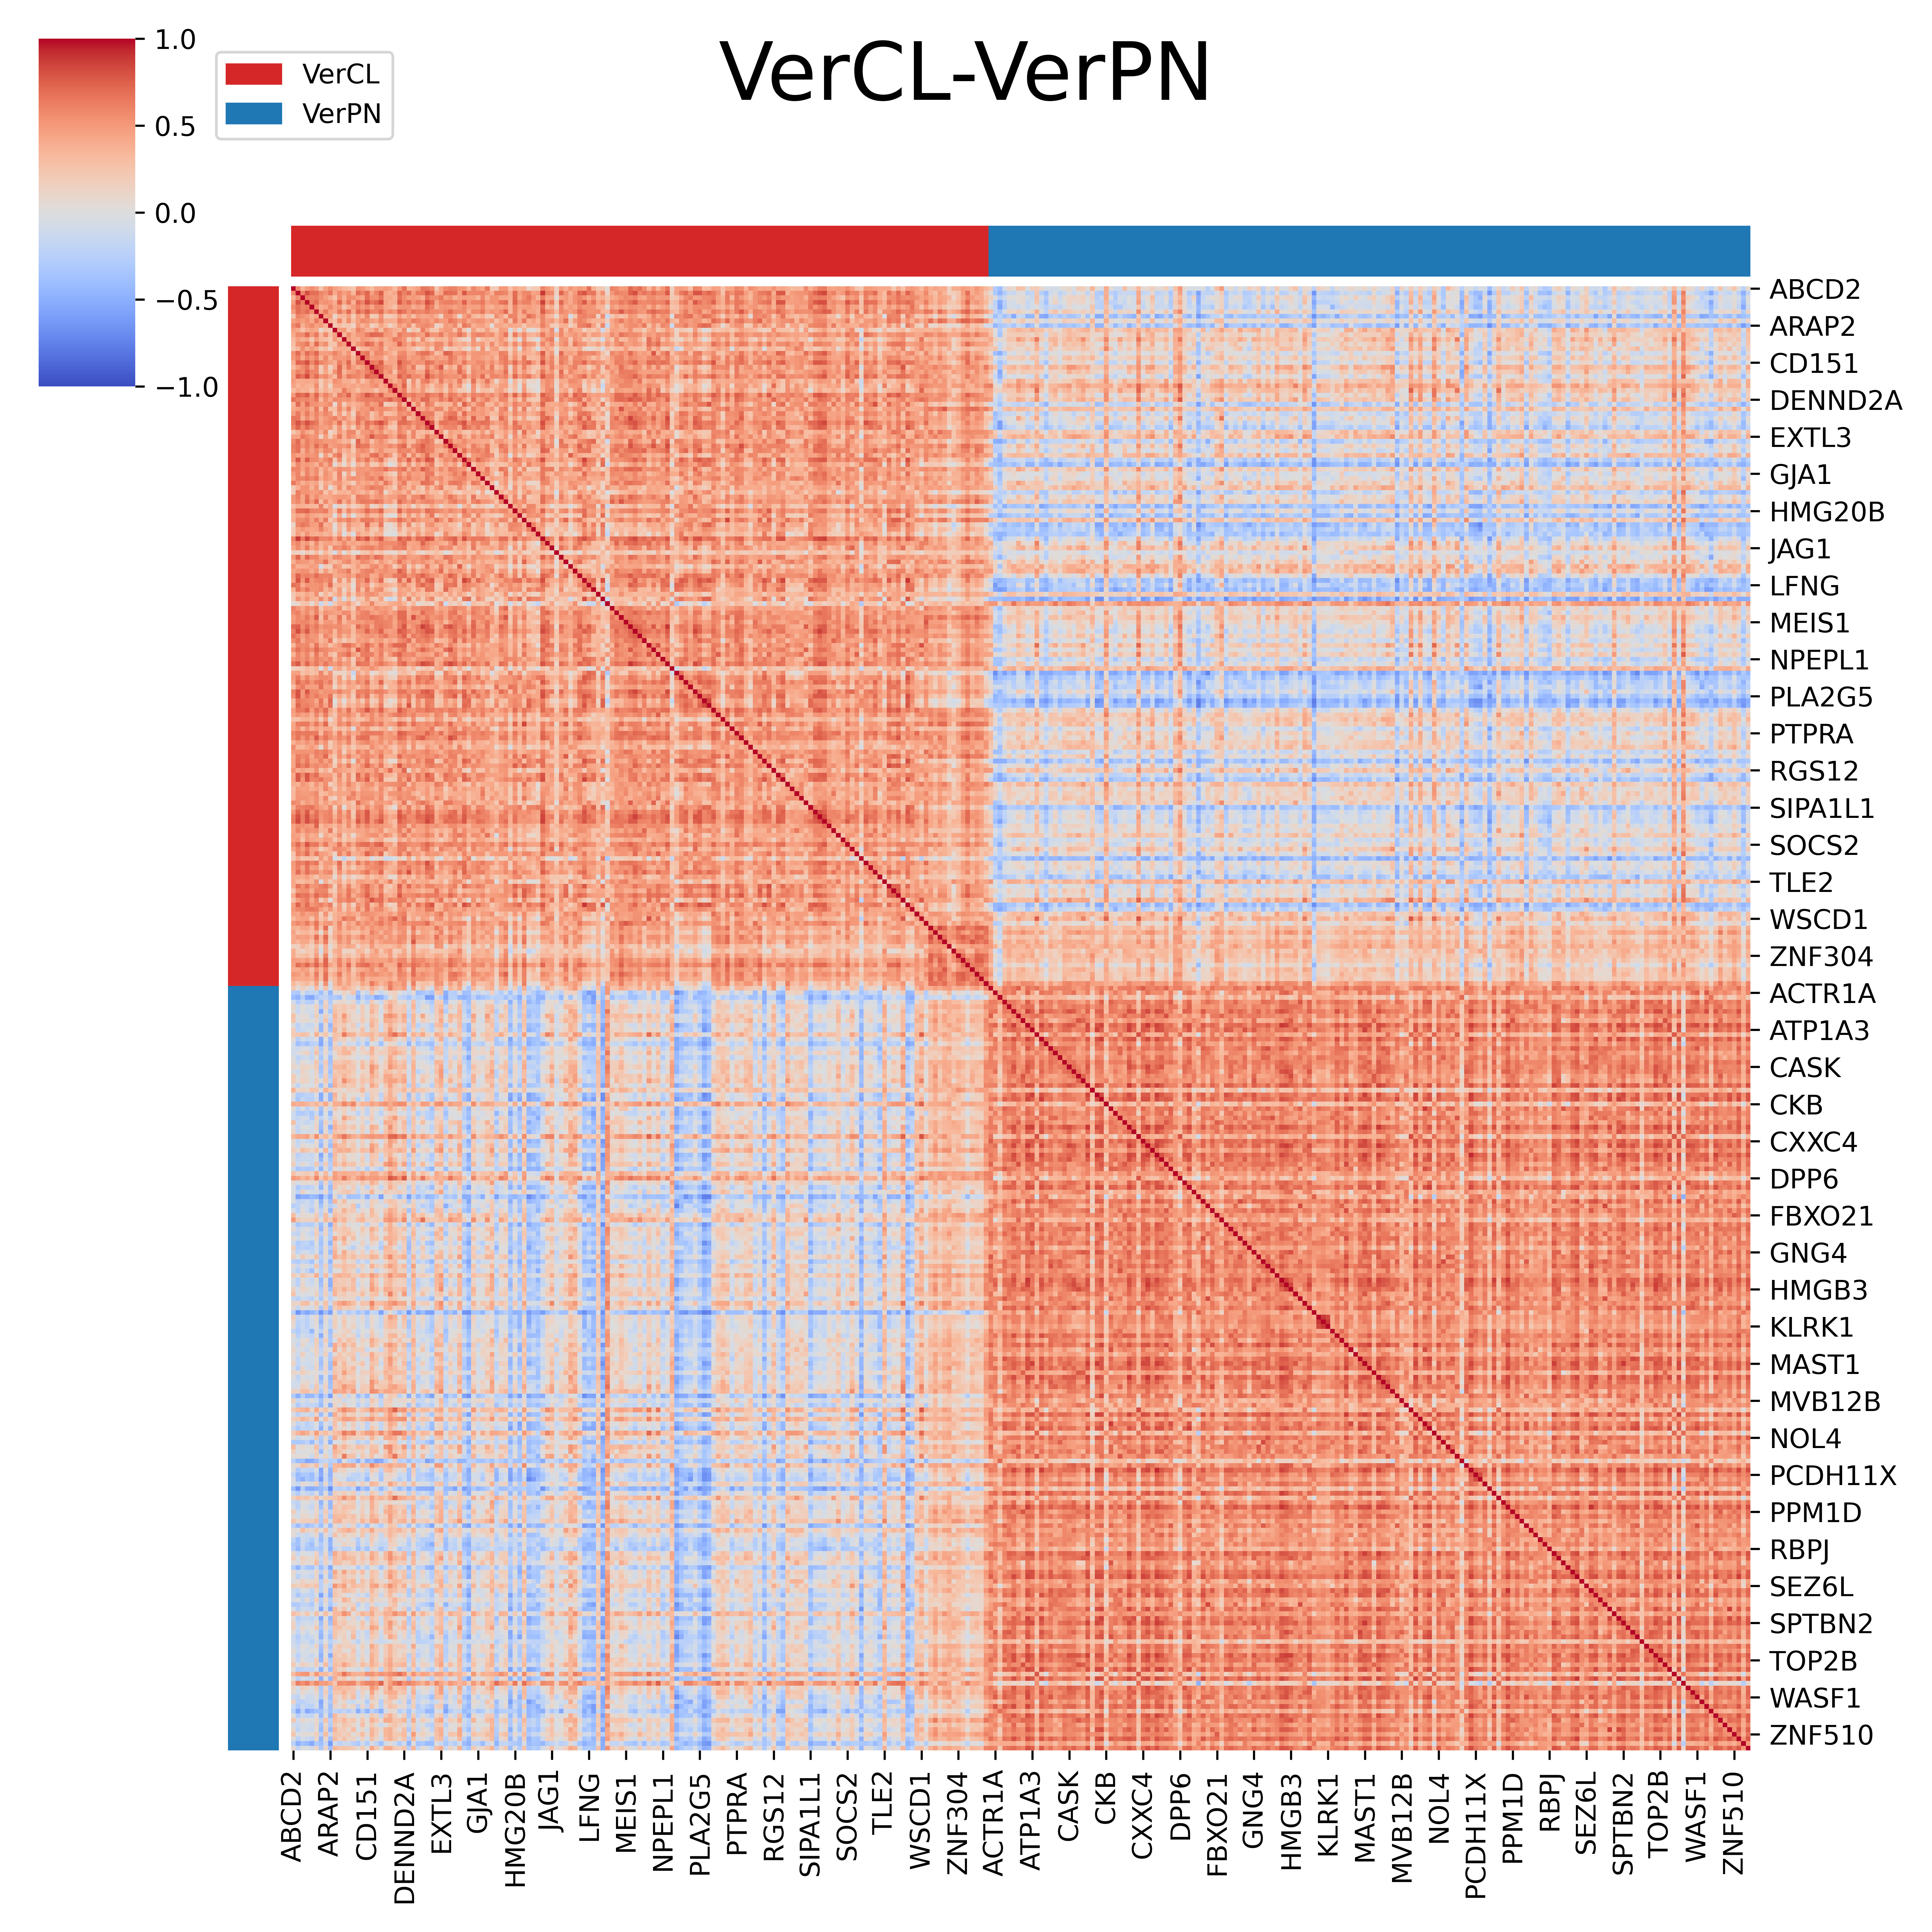 VerCL-VerPN
1.0
0.5
0.0
−0.5
−1.0
VerCL
VerPN
ABCD2
ARAP2
CD151
DENND2A
EXTL3
GJA1
HMG20B
JAG1
LFNG
MEIS1
NPEPL1
PLA2G5
PTPRA
RGS12
SIPA1L1
SOCS2
TLE2
WSCD1
ZNF304
ACTR1A
ATP1A3
CASK
CKB
CXXC4
DPP6
FBXO21
GNG4
HMGB3
KLRK1
MAST1
MVB12B
NOL4
PCDH11X
PPM1D
RBPJ
SEZ6L
SPTBN2
TOP2B
WASF1
ZNF510
ABCD2
ARAP2
CD151
DENND2A
EXTL3
GJA1
HMG20B
JAG1
LFNG
MEIS1
NPEPL1
PLA2G5
PTPRA
RGS12
SIPA1L1
SOCS2
TLE2
WSCD1
ZNF304
ACTR1A
ATP1A3
CASK
CKB
CXXC4
DPP6
FBXO21
GNG4
HMGB3
KLRK1
MAST1
MVB12B
NOL4
PCDH11X
PPM1D
RBPJ
SEZ6L
SPTBN2
TOP2B
WASF1
ZNF510